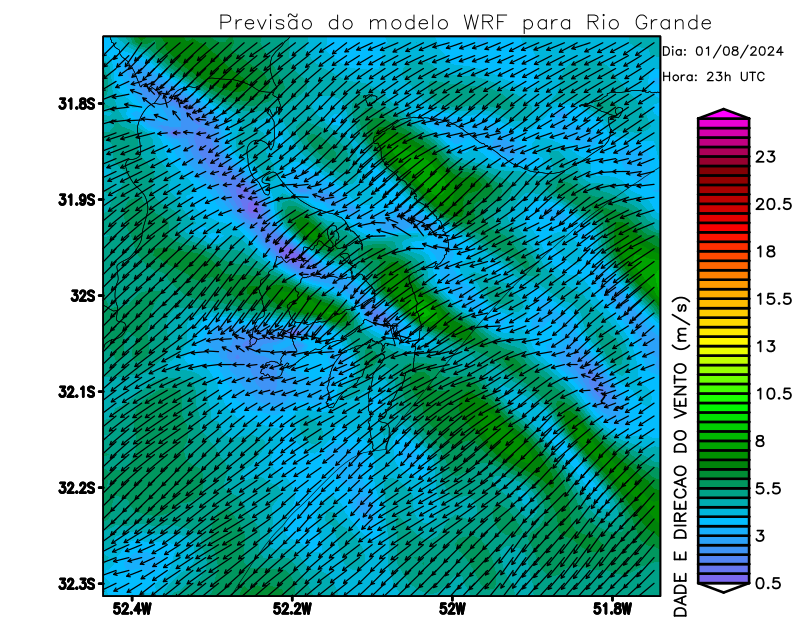 Previsão do modelo WRF para Rio Grande
Dia: 01/08/2024
Hora: 23h UTC
31.8S
31.9S
32S
32.1S
32.2S
32.3S
52.4W
52.2W
52W
51.8W
DADE E DIRECAO DO VENTO (m/s)
23
20.5
18
15.5
13
10.5
8
5.5
3
0.5